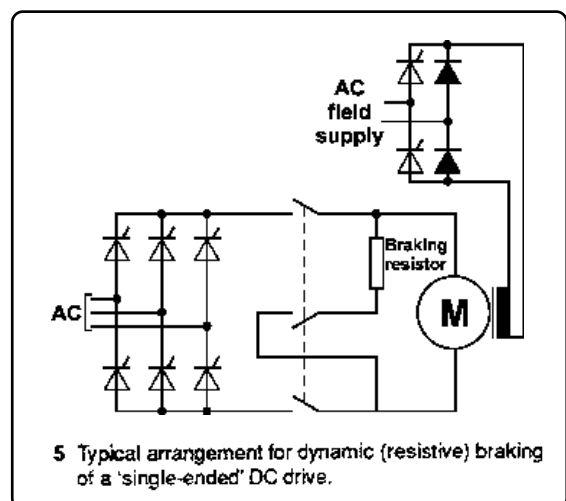 AC
field
supply
Braking
resistor
AC
M
5 Typical arrangement for dynamic (resistive) braking
of a 'single-ended' DC drive.